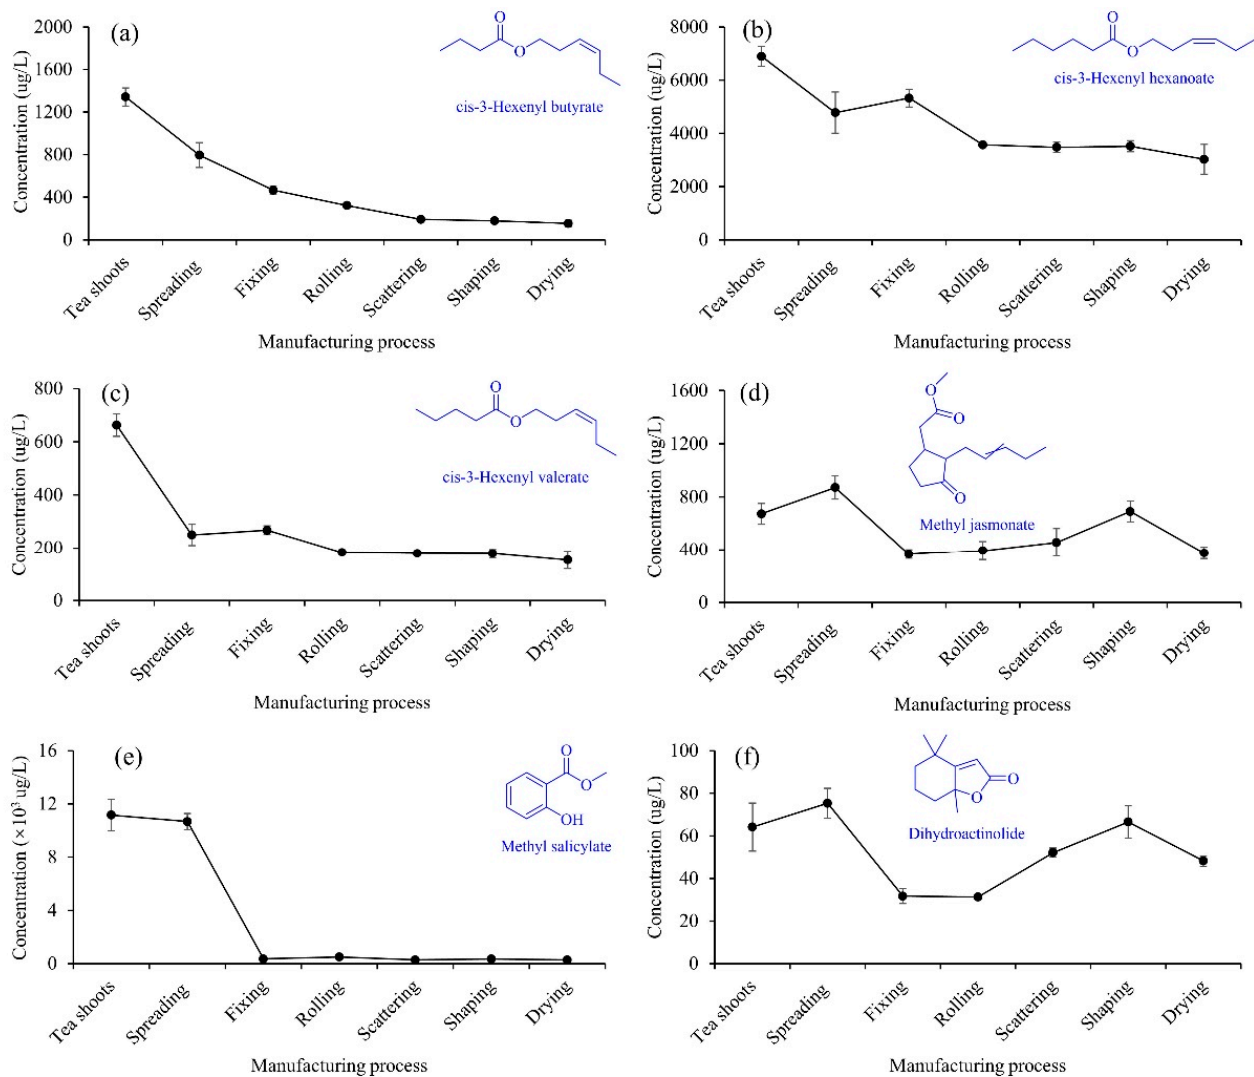 (a)
Concentration (ug/L)
2000
1600
1200
800
400
0
O
O
cis-3-Hexenyl butyrate
Tea shoots
Spreading
Fixing
Rolling
Scattering
Shaping
Drying
Manufacturing process
(b)
Concentration (ug/L)
8000
6000
4000
2000
0
O
O
cis-3-Hexenyl hexanoate
Tea shoots
Spreading
Fixing
Rolling
Scattering
Shaping
Drying
Manufacturing process
(c)
Concentration (ug/L)
800
600
400
200
0
O
O
cis-3-Hexenyl valerate
Tea shoots
Spreading
Fixing
Rolling
Scattering
Shaping
Drying
Manufacturing process
(d)
Concentration (ug/L)
1600
1200
800
400
0
O
O
O
Methyl jasmonate
Tea shoots
Spreading
Fixing
Rolling
Scattering
Shaping
Drying
Manufacturing process
(e)
Concentration (×10³ ug/L)
16
12
8
4
0
O
O
OH
Methyl salicylate
Tea shoots
Spreading
Fixing
Rolling
Scattering
Shaping
Drying
Manufacturing process
(f)
Concentration (ug/L)
100
80
60
40
20
0
O
O
Dihydroactinolide
Tea shoots
Spreading
Fixing
Rolling
Scattering
Shaping
Drying
Manufacturing process